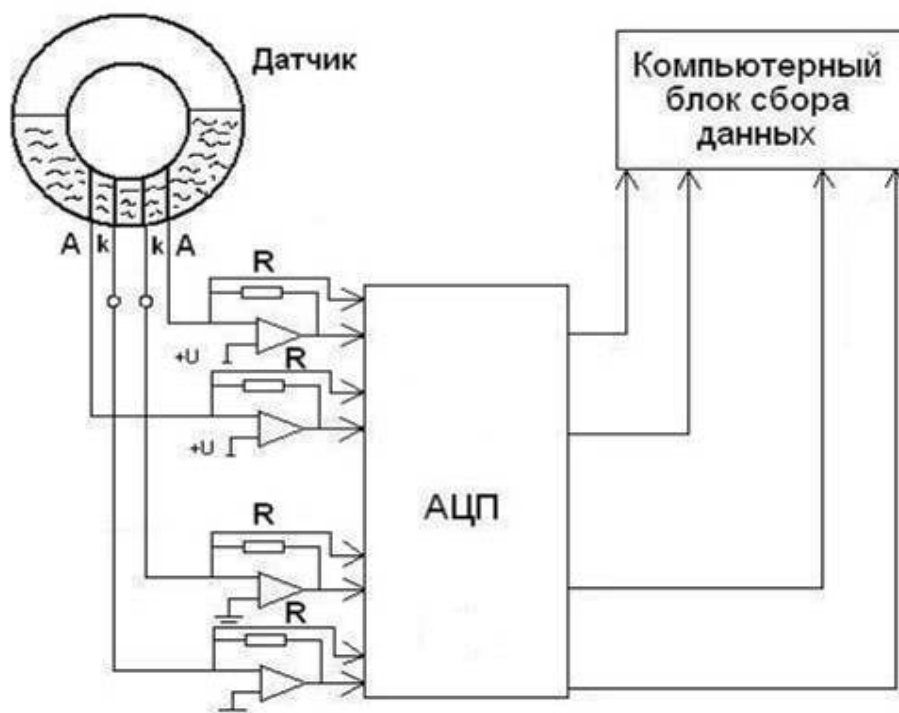 Датчик
Компьютерный
блок сбора
данных
A k k A
R
+U
R
+U
АЦП
R
R